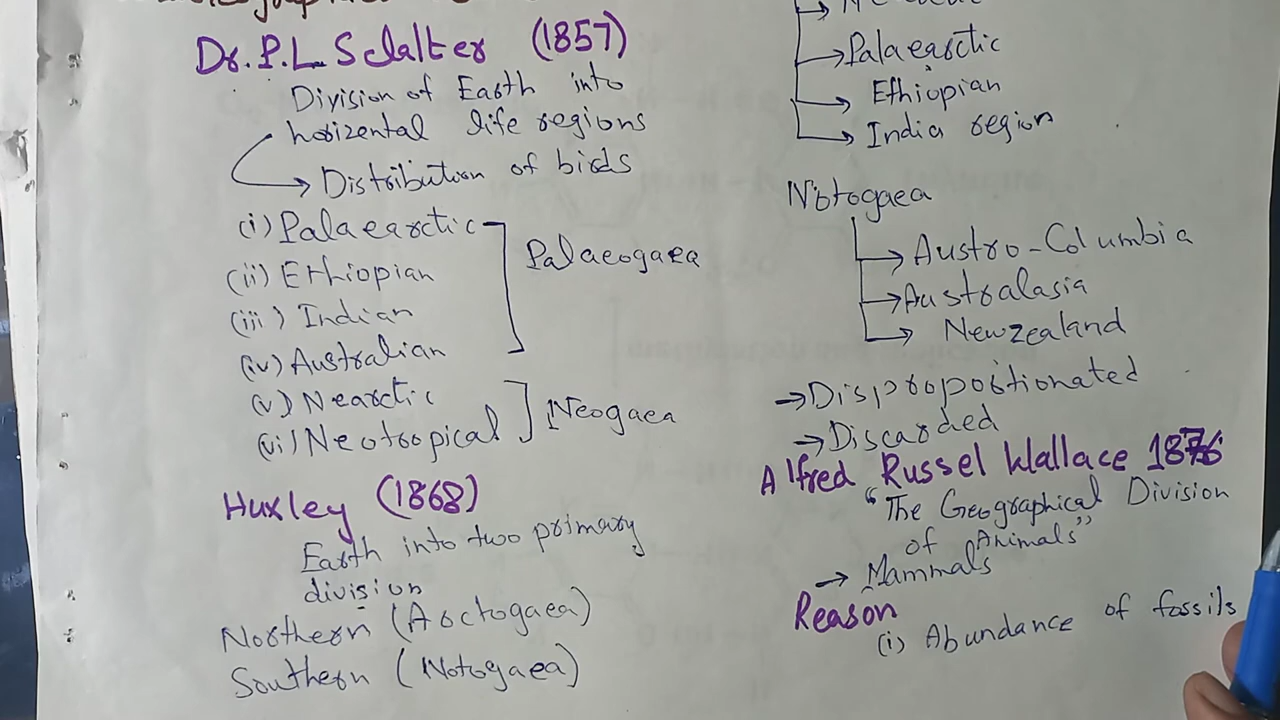 Dr. P.L. Sclalter (1857)
Division of Earth into
horizental life regions
Distribution of birds
(i) Palaearctic
(ii) Ethiopian
(iii) Indian
(iv) Australian
Palaeogaea
(v) Nearctic
(vi) Neotropical
Neogaea
Huxley (1868)
Earth into two primary
division
Northern (Arctogaea)
Southern (Notogaea)
Palaearctic
Ethiopian
India region
Notogaea
Austro-Columbia
Australasia
Newzealand
Disproportionated
Discarded
Alfred Russel Wallace 1876
"The Geographical Division
of Animals"
Mammals
Reason
(i) Abundance of fossils